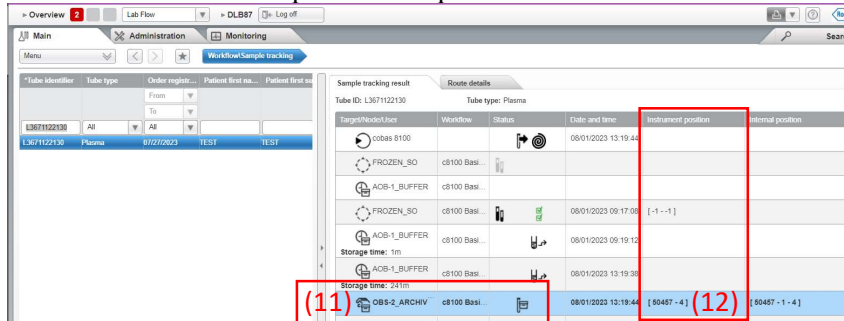 Overview 2 Lab Flow DLB87 Log off
Main Administration Monitoring Sear
Menu Workflow\Sample tracking
*Tube identifier Tube type Order registr... Patient first na... Patient first su
From
To
L3671122130 All All
L3671122130 Plasma 07/27/2023 TEST TEST
Sample tracking result Route details
Tube ID: L3671122130 Tube type: Plasma
Target/Node/User Workflow Status Date and time Instrument position Internal position
cobas 8100 08/01/2023 13:19:44
FROZEN_SO c8100 Basi...
AOB-1_BUFFER c8100 Basi...
FROZEN_SO c8100 Basi... 08/01/2023 09:17:08 [ -1 - -1 ]
AOB-1_BUFFER c8100 Basi... 08/01/2023 09:19:12
Storage time: 1m
AOB-1_BUFFER c8100 Basi... 08/01/2023 13:19:38
Storage time: 241m
(11) OBS-2_ARCHIV c8100 Basi... 08/01/2023 13:19:44 [ 50457 - 4 ] (12) [ 50457 - 1 - 4 ]